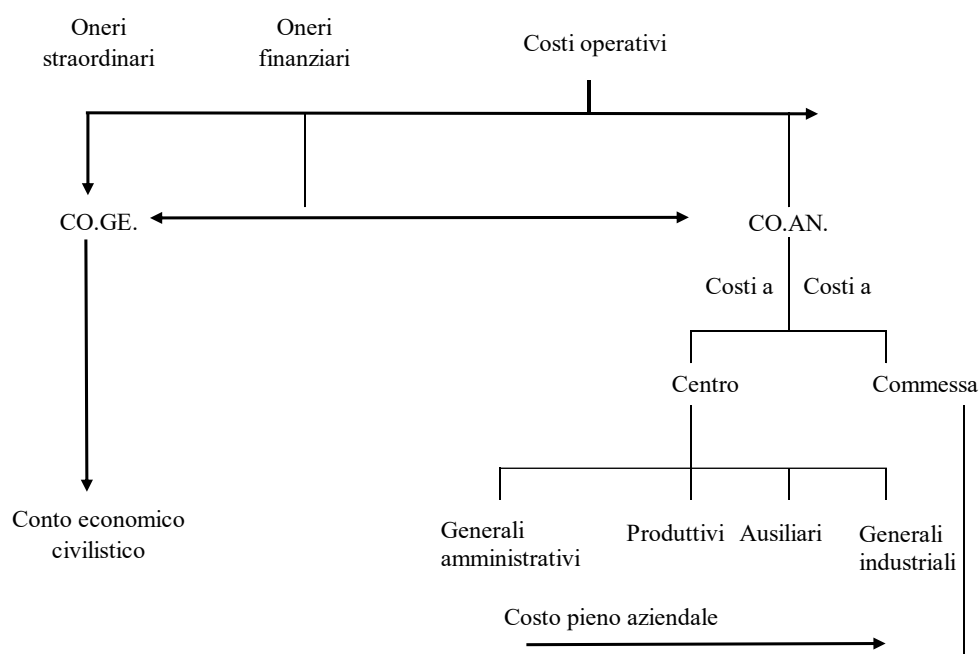 Oneri
straordinari
Oneri
finanziari
Costi operativi
CO.GE.
CO.AN.
Costi a
Costi a
Centro
Commessa
Conto economico
civilistico
Generali
amministrativi
Produttivi
Ausiliari
Generali
industriali
Costo pieno aziendale